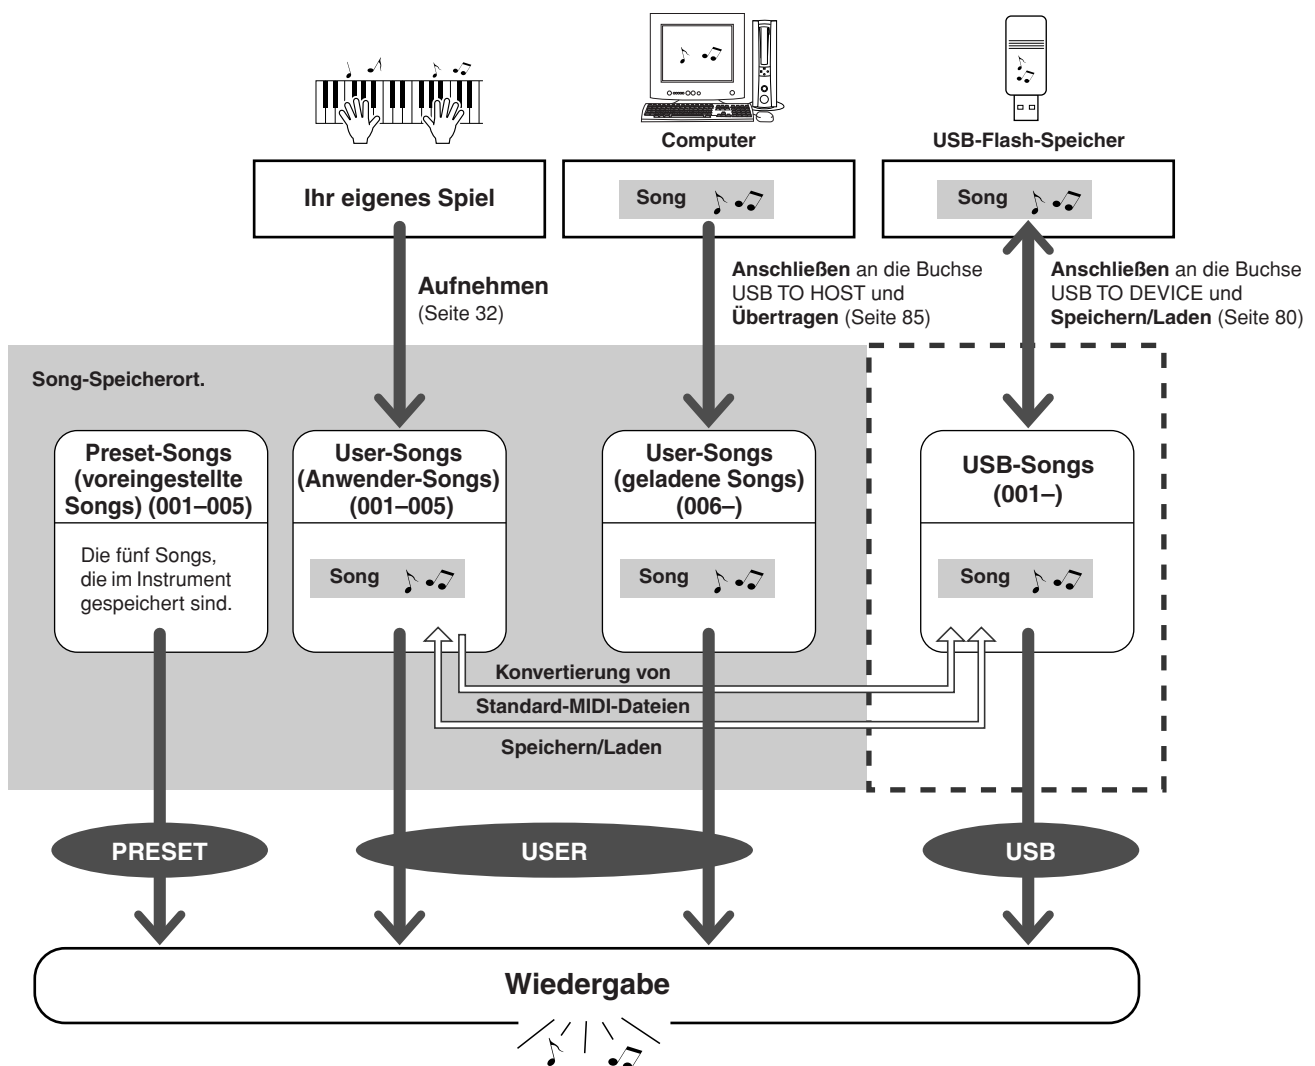 Computer
USB-Flash-Speicher
Ihr eigenes Spiel
Song
Song
Aufnehmen
(Seite 32)
Anschließen an die Buchse
USB TO HOST und
Übertragen (Seite 85)
Anschließen an die Buchse
USB TO DEVICE und
Speichern/Laden (Seite 80)
Song-Speicherort.
Preset-Songs
(voreingestellte
Songs) (001–005)
Die fünf Songs,
die im Instrument
gespeichert sind.
User-Songs
(Anwender-Songs)
(001–005)
Song
User-Songs
(geladene Songs)
(006–)
Song
USB-Songs
(001–)
Song
Konvertierung von
Standard-MIDI-Dateien
Speichern/Laden
PRESET
USER
USB
Wiedergabe